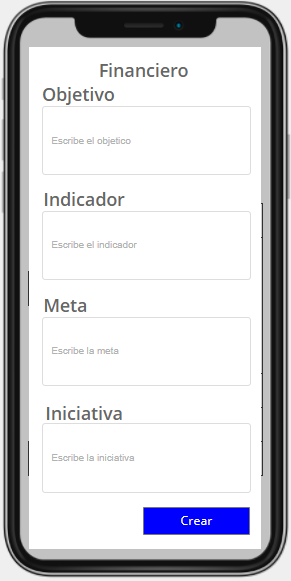 Financiero
Objetivo
Escribe el objetico
Indicador
Escribe el indicador
Meta
Escribe la meta
Iniciativa
Escribe la iniciativa
Crear